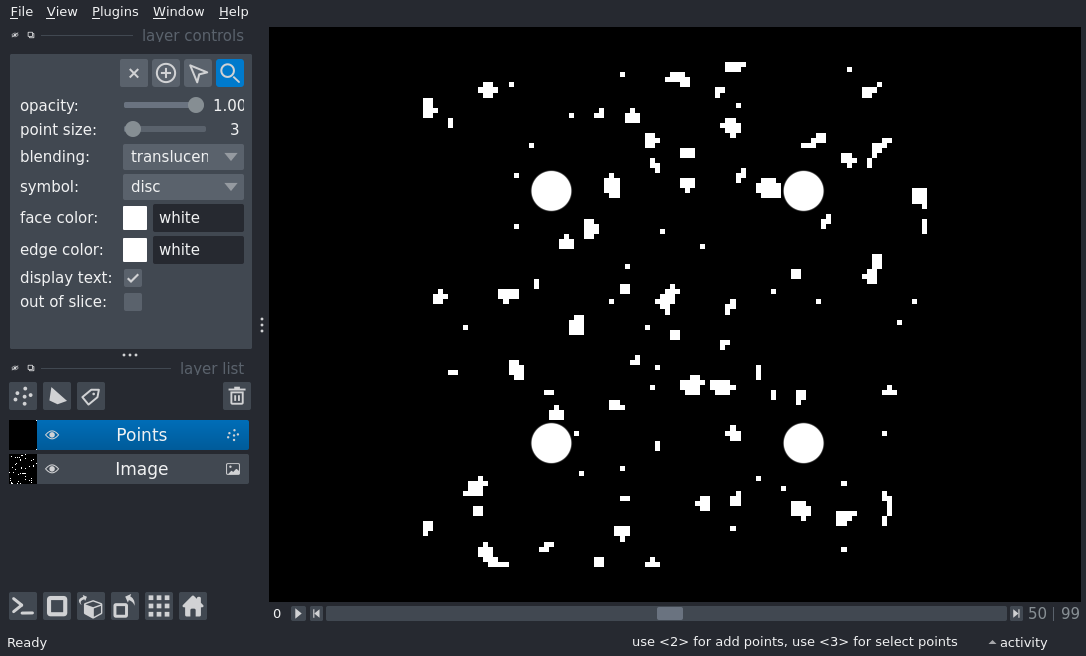 File View Plugins Window Help
layer controls
opacity: 1.00
point size: 3
blending: translucen
symbol: disc
face color: white
edge color: white
display text:
out of slice:
layer list
Points
Image
0 50 | 99
Ready use <2> for add points, use <3> for select points activity